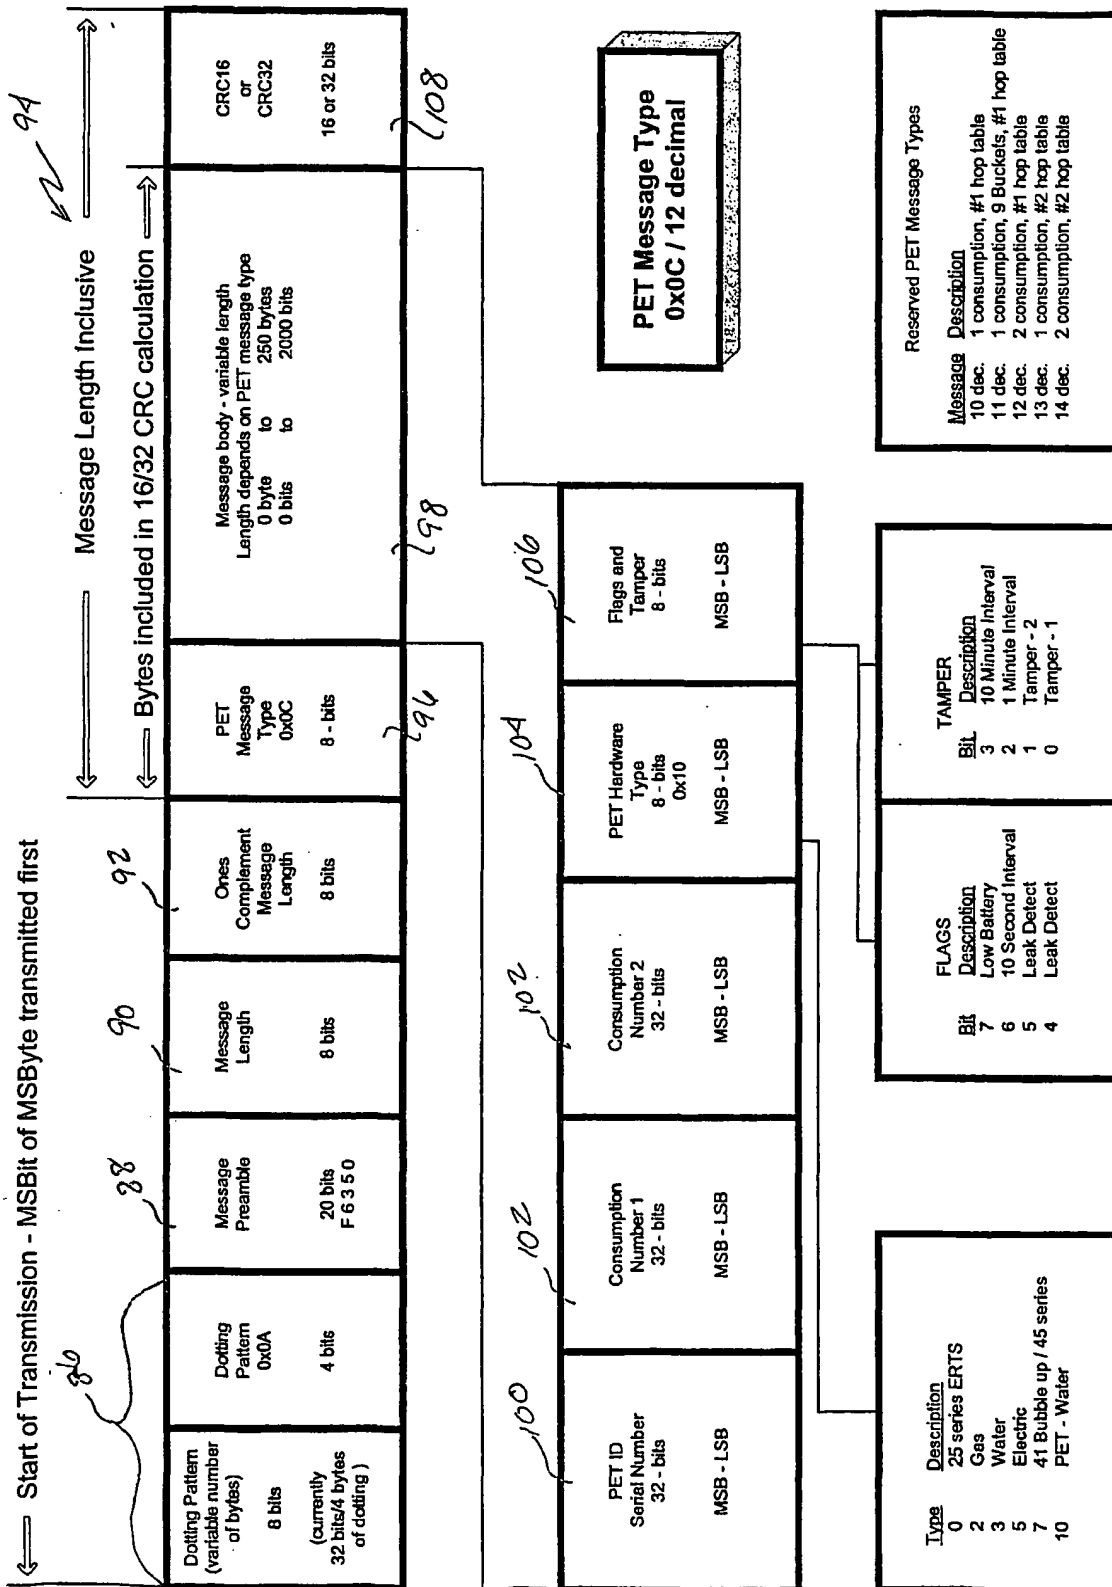 Start of Transmission - MSBit of MSByte transmitted first
Message Length Inclusive
94
Bytes included in 16/32 CRC calculation
86
88
90
92
Dotting Pattern
(variable number
of bytes)
8 bits
(currently
32 bits/4 bytes
of dotting )
Dotting
Pattern
0x0A
4 bits
Message
Preamble
20 bits
F 6 3 5 0
Message
Length
8 bits
Ones
Complement
Message
Length
8 bits
PET
Message
Type
0x0C
8 - bits
Message body - variable length
Length depends on PET message type
0 byte to 250 bytes
0 bits to 2000 bits
CRC16
or
CRC32
16 or 32 bits
96
98
108
100
102
102
104
106
PET ID
Serial Number
32 - bits
MSB - LSB
Consumption
Number 1
32 - bits
MSB - LSB
Consumption
Number 2
32 - bits
MSB - LSB
PET Hardware
Type
8 - bits
0x10
MSB - LSB
Flags and
Tamper
8 - bits
MSB - LSB
PET Message Type
0x0C / 12 decimal
Type Description
0 25 series ERTS
2 Gas
3 Water
5 Electric
7 41 Bubble up / 45 series
10 PET - Water
FLAGS
Bit Description
7 Low Battery
6 10 Second Interval
5 Leak Detect
4 Leak Detect
TAMPER
Bit Description
3 10 Minute Interval
2 1 Minute Interval
1 Tamper - 2
0 Tamper - 1
Reserved PET Message Types
Message Description
10 dec. 1 consumption, #1 hop table
11 dec. 1 consumption, 9 Buckets, #1 hop table
12 dec. 2 consumption, #1 hop table
13 dec. 1 consumption, #2 hop table
14 dec. 2 consumption, #2 hop table